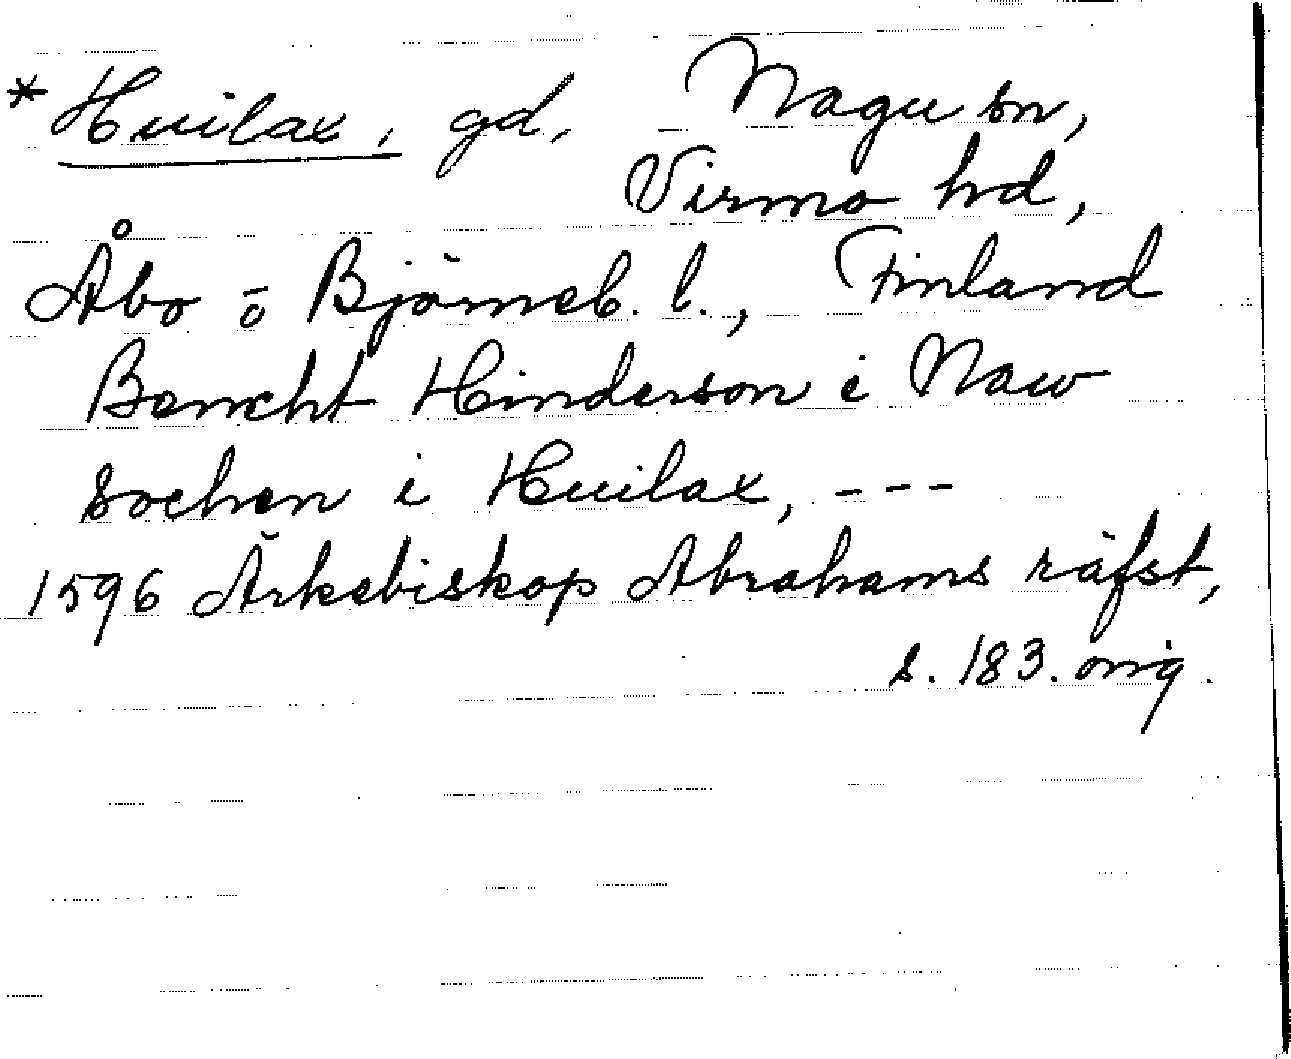 * Huilax, gd, Nagu sn,
Virmo hd,
Åbo o Björneb. l., Finland
Bencht Hinderson i Naw
sochen i Huilax, ---
1596 Ärkebiskop Abrahams räfst,
s. 183. orig.